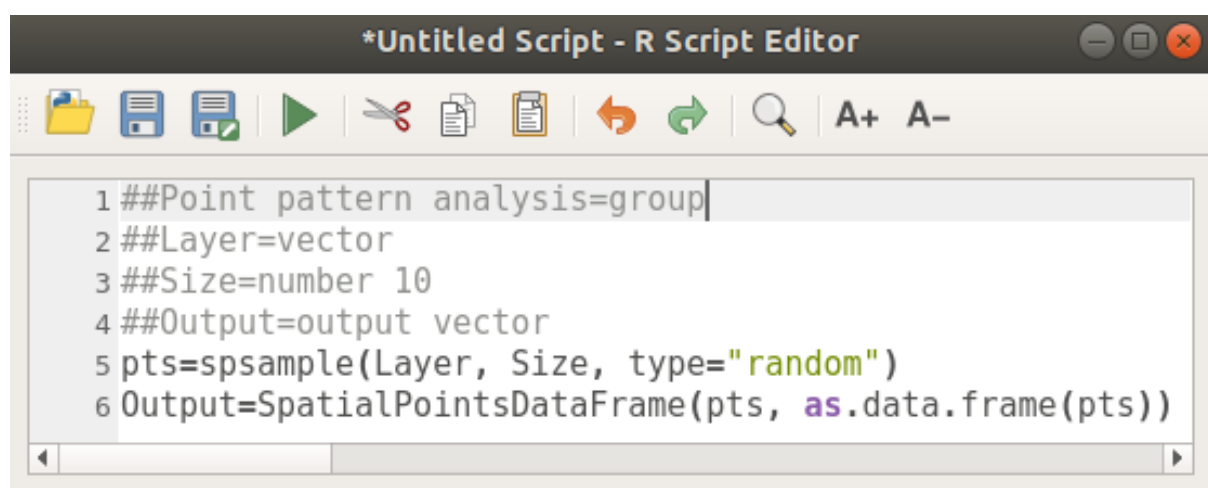 *Untitled Script - R Script Editor
A+ A-
1 ##Point pattern analysis=group
2 ##Layer=vector
3 ##Size=number 10
4 ##Output=output vector
5 pts=spsample(Layer, Size, type="random")
6 Output=SpatialPointsDataFrame(pts, as.data.frame(pts))